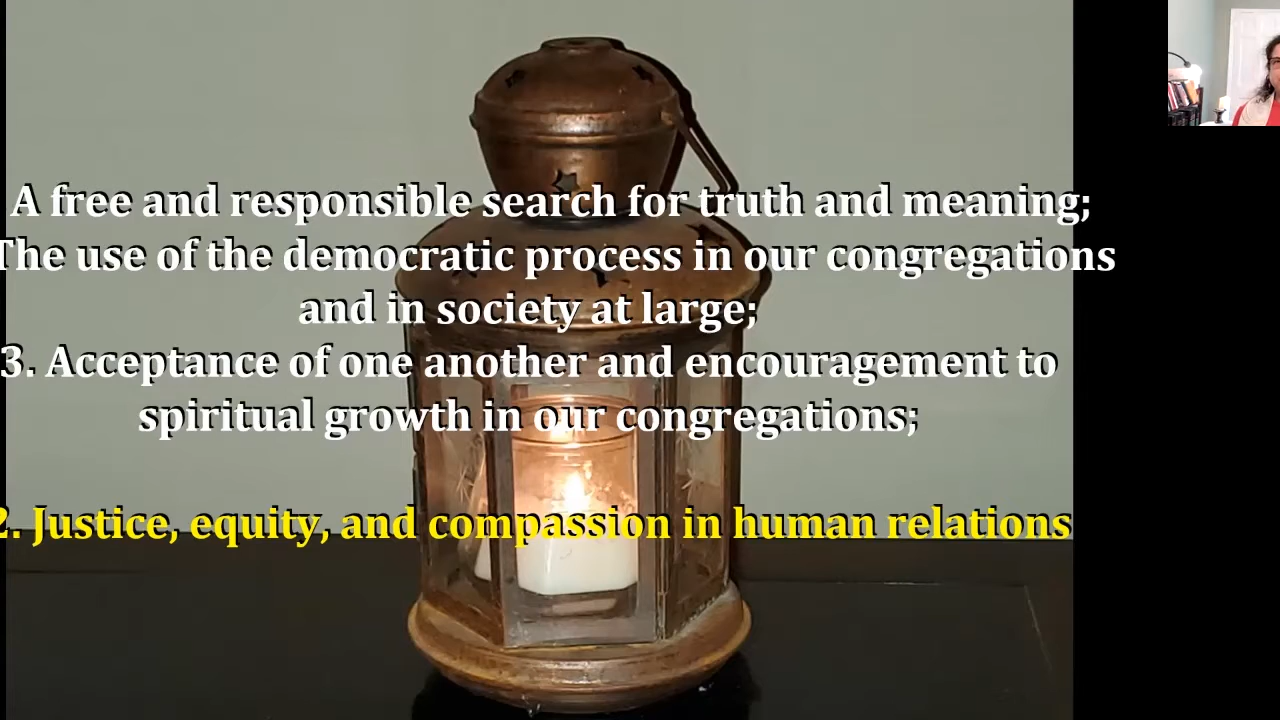 A free and responsible search for truth and meaning;
The use of the democratic process in our congregations
and in society at large;
3. Acceptance of one another and encouragement to
spiritual growth in our congregations;
2. Justice, equity, and compassion in human relations